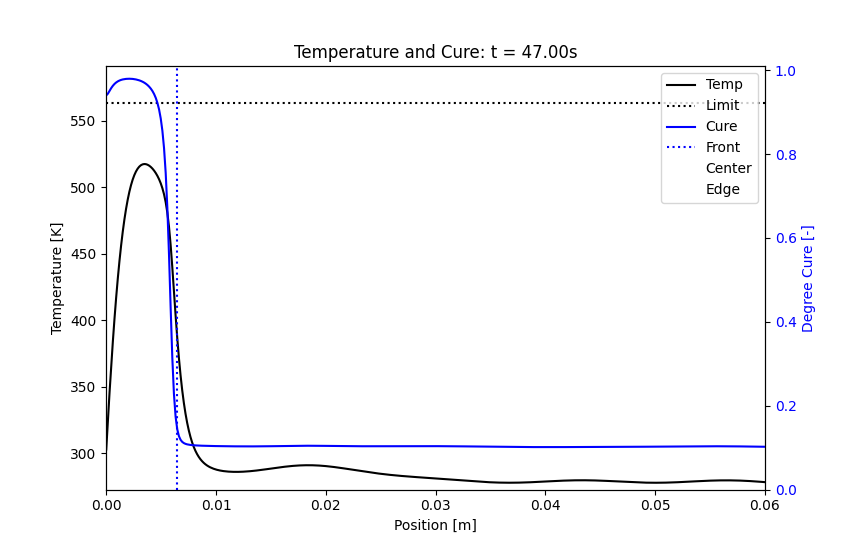 Temperature and Cure: t = 47.00s
Temp
Limit
Cure
Front
Center
Edge
550
500
450
400
350
300
Temperature [K]
1.0
0.8
0.6
0.4
0.2
0.0
Degree Cure [-]
0.00 0.01 0.02 0.03 0.04 0.05 0.06
Position [m]